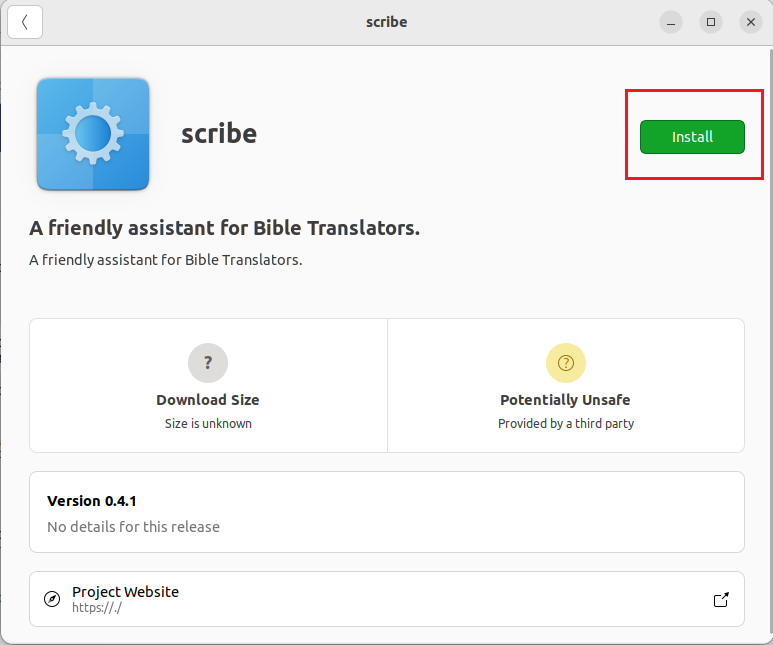 scribe
scribe
Install
A friendly assistant for Bible Translators.
A friendly assistant for Bible Translators.
?
Download Size
Size is unknown
?
Potentially Unsafe
Provided by a third party
Version 0.4.1
No details for this release
Project Website
https://./